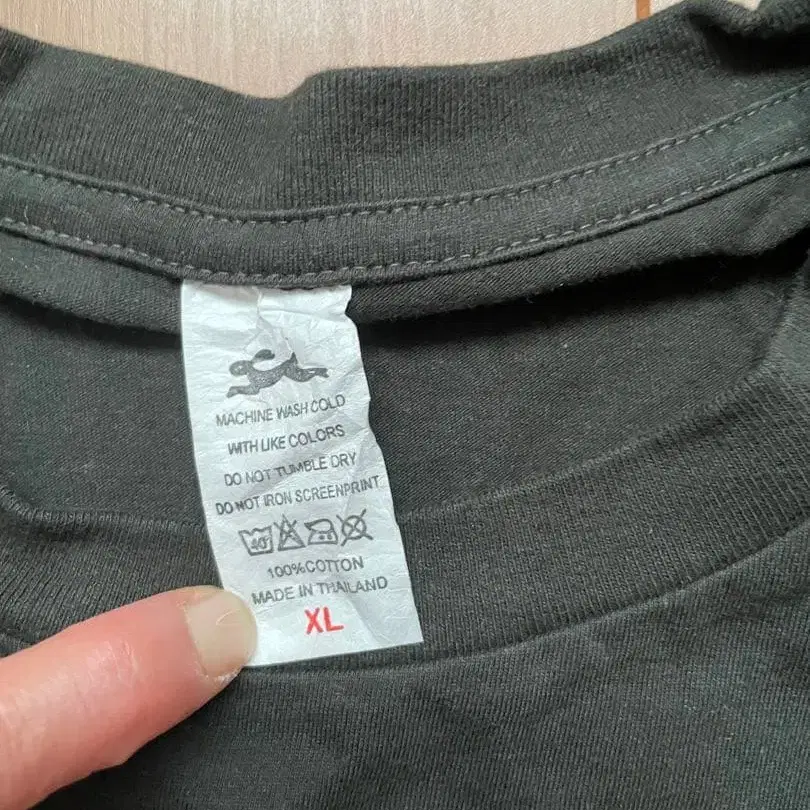 MACHINE WASH COLD
WITH LIKE COLORS
DO NOT TUMBLE DRY
DO NOT IRON SCREENPRINT
40°
100%COTTON
MADE IN THAILAND
XL